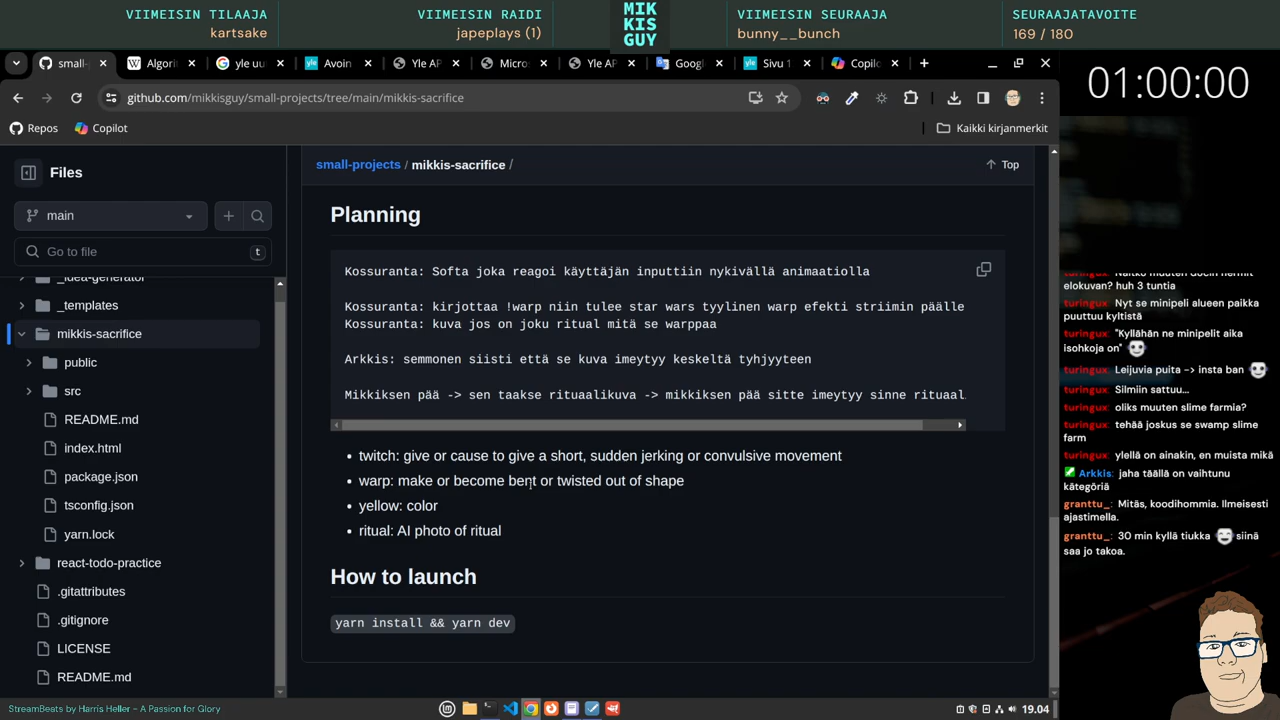 VIIMEISIN TILAAJA
kartsake
VIIMEISIN RAIDI
japeplays (1)
MIK
KIS
GUY
VIIMEISIN SEURAAJA
bunny__bunch
SEURAAJATAVOITE
169 / 180
small-
Algorit
yle uu
Avoin
Yle AP
Micro
Yle AP
Googl
Sivu 1
Copilo
github.com/mikkisguy/small-projects/tree/main/mikkis-sacrifice
Repos
Copilot
Kaikki kirjanmerkit
01:00:00
Files
main
Go to file
t
_idea-generator
_templates
mikkis-sacrifice
public
src
README.md
index.html
package.json
tsconfig.json
yarn.lock
react-todo-practice
.gitattributes
.gitignore
LICENSE
README.md
small-projects / mikkis-sacrifice /
Top
Planning
Kossuranta: Softa joka reagoi käyttäjän inputtiin nykivällä animaatiolla
Kossuranta: kirjottaa !warp niin tulee star wars tyylinen warp efekti striimin päälle
Kossuranta: kuva jos on joku ritual mitä se warppaa
Arkkis: semmonen siisti että se kuva imeytyy keskeltä tyhjyyteen
Mikkiksen pää -> sen taakse rituaalikuva -> mikkiksen pää sitte imeytyy sinne rituaal
• twitch: give or cause to give a short, sudden jerking or convulsive movement
• warp: make or become bent or twisted out of shape
• yellow: color
• ritual: AI photo of ritual
How to launch
yarn install && yarn dev
elokuvan? huh 3 tuntia
turingux: Nyt se minipeli alueen paikka
puuttuu kyltistä
turingux: "Kyllähän ne minipelit aika
isohkoja on"
turingux: Leijuvia puita -> insta ban
turingux: Silmiin sattuu...
turingux: oliks muuten slime farmia?
turingux: tehää joskus se swamp slime
farm
turingux: ylellä on ainakin, en muista mikä
Arkkis: jaha täällä on vaihtunu
kätegöriä
granttu_: Mitäs, koodihommia. Ilmeisesti
ajastimella.
granttu_: 30 min kyllä tiukka siinä
saa jo takoa.
StreamBeats by Harris Heller – A Passion for Glory
19.04